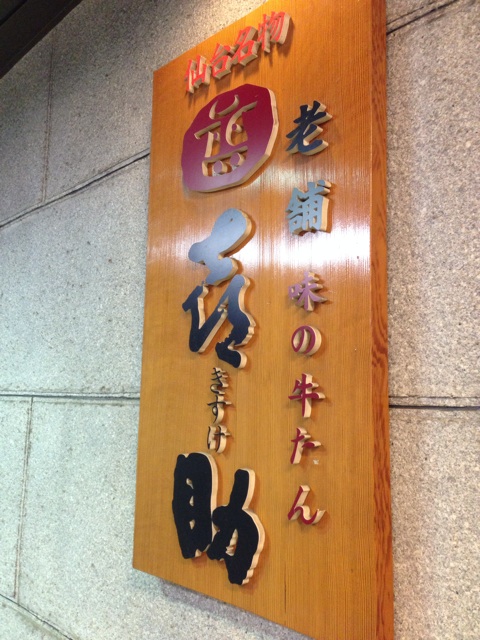 仙台名物
老舗 味の牛たん
喜助
きすけ